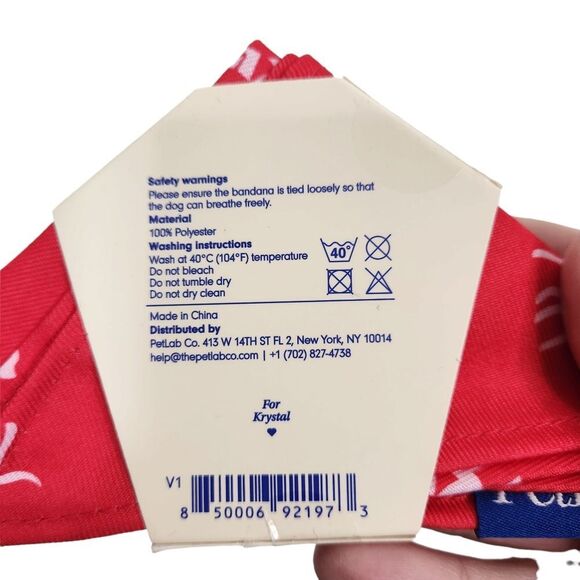 Safety warnings
Please ensure the bandana is tied loosely so that
the dog can breathe freely.
Material
100% Polyester
Washing instructions
Wash at 40°C (104°F) temperature
Do not bleach
Do not tumble dry
Do not dry clean
40°
Made in China
Distributed by
PetLab Co. 413 W 14TH ST FL 2, New York, NY 10014
help@thepetlabco.com | +1 (702) 827-4738
For
Krystal
V1
8 50006 92197 3